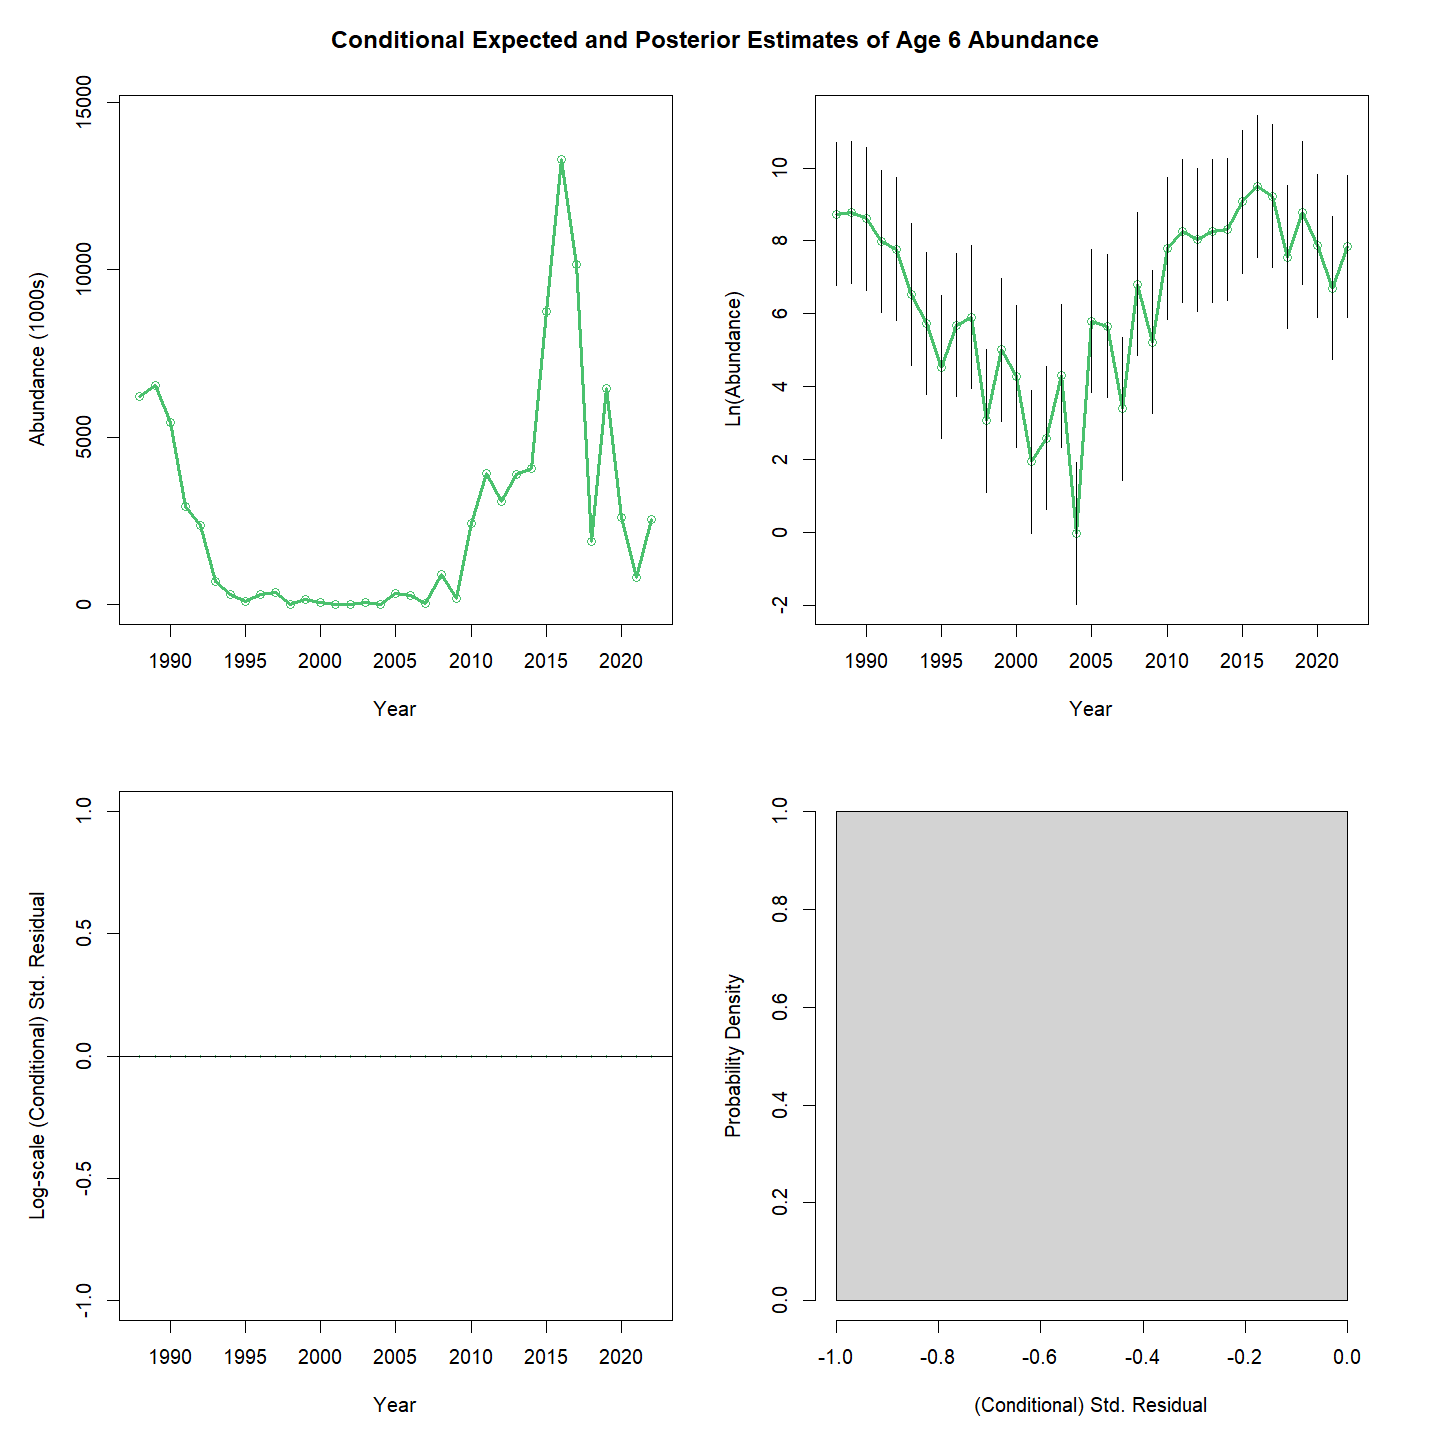 Conditional Expected and Posterior Estimates of Age 6 Abundance
Abundance (1000s)
15000
10000
5000
0
1990 1995 2000 2005 2010 2015 2020
Year
Ln(Abundance)
10
8
6
4
2
0
-2
1990 1995 2000 2005 2010 2015 2020
Year
Log-scale (Conditional) Std. Residual
1.0
0.5
0.0
-0.5
-1.0
1990 1995 2000 2005 2010 2015 2020
Year
Probability Density
1.0
0.8
0.6
0.4
0.2
0.0
-1.0 -0.8 -0.6 -0.4 -0.2 0.0
(Conditional) Std. Residual